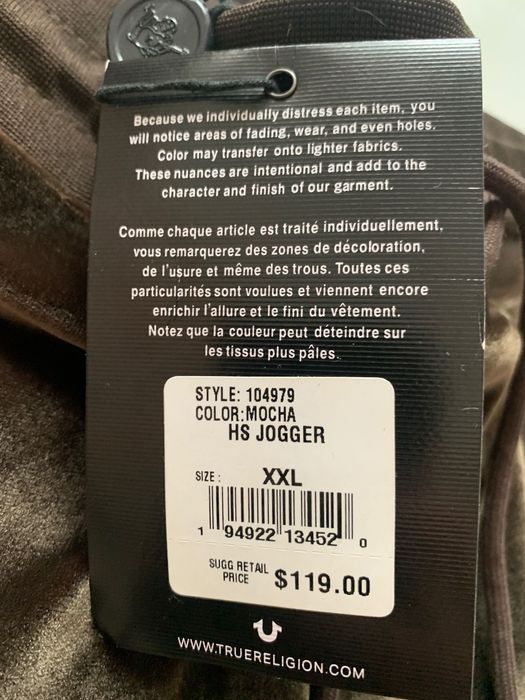 Because we individually distress each item, you
will notice areas of fading, wear, and even holes.
Color may transfer onto lighter fabrics.
These nuances are intentional and add to the
character and finish of our garment.
Comme chaque article est traité individuellement,
vous remarquerez des zones de décoloration,
de l'usure et même des trous. Toutes ces
particularités sont voulues et viennent encore
enrichir l'allure et le fini du vêtement.
Notez que la couleur peut déteindre sur
les tissus plus pâles.
STYLE: 104979
COLOR:MOCHA
HS JOGGER
SIZE: XXL
1 94922 13452 0
SUGG RETAIL
PRICE $119.00
WWW.TRUERELIGION.COM